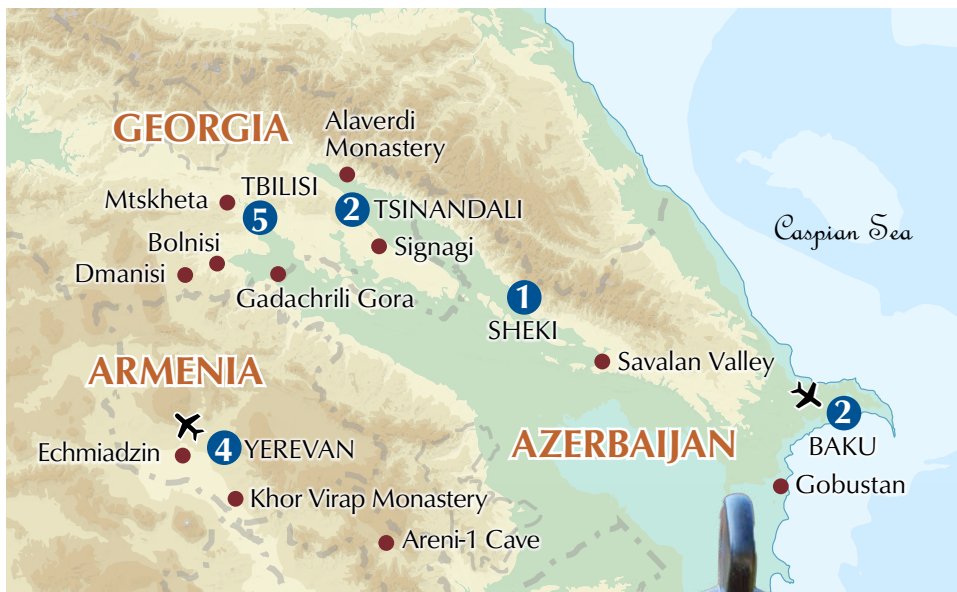 GEORGIA
Alaverdi
Monastery
TBILISI
Mtskheta
5
2
TSINANDALI
Bolnisi
Signagi
Dmanisi
Gadachrili Gora
1
SHEKI
Caspian Sea
ARMENIA
Savalan Valley
2
BAKU
AZERBAIJAN
Echmiadzin
4
YEREVAN
Gobustan
Khor Virap Monastery
Areni-1 Cave